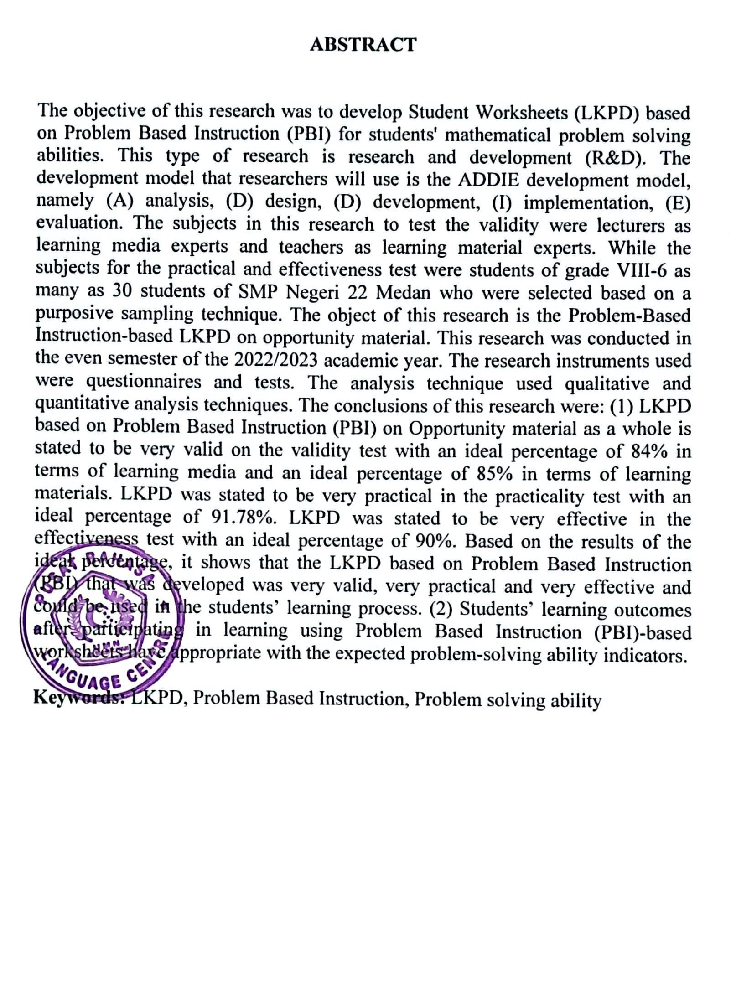 ABSTRACT
The objective of this research was to develop Student Worksheets (LKPD) based
on Problem Based Instruction (PBI) for students' mathematical problem solving
abilities. This type of research is research and development (R&D). The
development model that researchers will use is the ADDIE development model,
namely (A) analysis, (D) design, (D) development, (I) implementation, (E)
evaluation. The subjects in this research to test the validity were lecturers as
learning media experts and teachers as learning material experts. While the
subjects for the practical and effectiveness test were students of grade VIII-6 as
many as 30 students of SMP Negeri 22 Medan who were selected based on a
purposive sampling technique. The object of this research is the Problem-Based
Instruction-based LKPD on opportunity material. This research was conducted in
the even semester of the 2022/2023 academic year. The research instruments used
were questionnaires and tests. The analysis technique used qualitative and
quantitative analysis techniques. The conclusions of this research were: (1) LKPD
based on Problem Based Instruction (PBI) on Opportunity material as a whole is
stated to be very valid on the validity test with an ideal percentage of 84% in
terms of learning media and an ideal percentage of 85% in terms of learning
materials. LKPD was stated to be very practical in the practicality test with an
ideal percentage of 91.78%. LKPD was stated to be very effective in the
effectiveness test with an ideal percentage of 90%. Based on the results of the
ideal percentage, it shows that the LKPD based on Problem Based Instruction
(PBI) that was developed was very valid, very practical and very effective and
could be used in the students’ learning process. (2) Students’ learning outcomes
after participating in learning using Problem Based Instruction (PBI)-based
worksheets have appropriate with the expected problem-solving ability indicators.
Keywords: LKPD, Problem Based Instruction, Problem solving ability
PUSAT BAHASA
LANGUAGE CENTRE